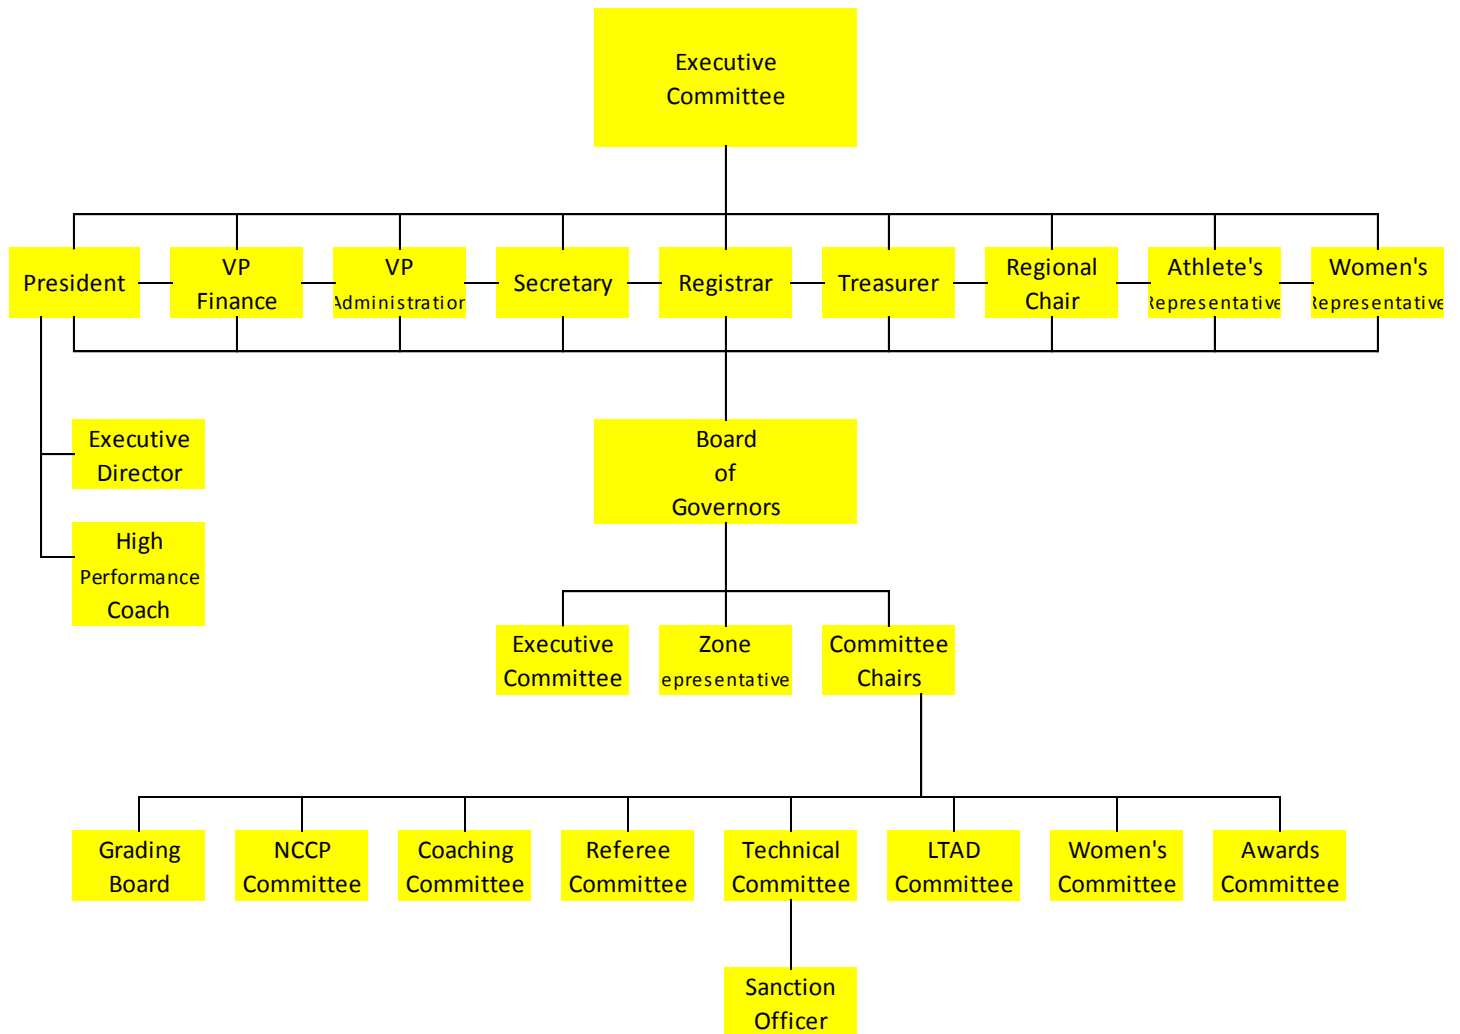 Executive
Committee
President
VP
Finance
VP
Administration
Secretary
Registrar
Treasurer
Regional
Chair
Athlete's
Representative
Women's
Representative
Executive
Director
High
Performance
Coach
Board
of
Governors
Executive
Committee
Zone
epresentative
Committee
Chairs
Grading
Board
NCCP
Committee
Coaching
Committee
Referee
Committee
Technical
Committee
LTAD
Committee
Women's
Committee
Awards
Committee
Sanction
Officer